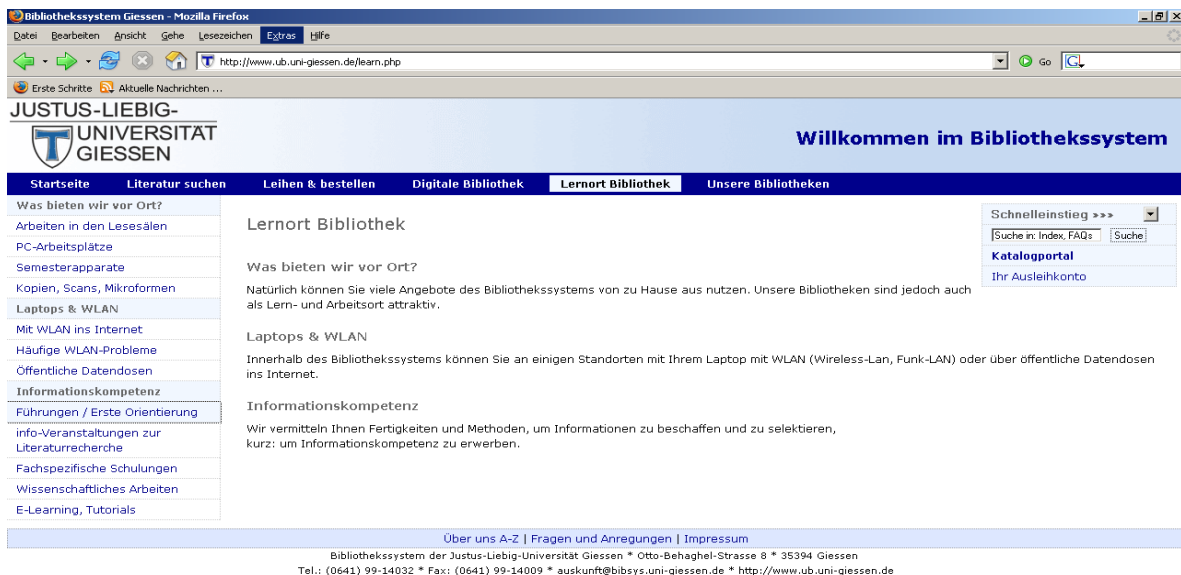 Bibliothekssystem Giessen - Mozilla Firefox
Datei Bearbeiten Ansicht Gehe Lesezeichen Extras Hilfe
http://www.ub.uni-giessen.de/learn.php Go
Erste Schritte Aktuelle Nachrichten ...
JUSTUS-LIEBIG-
UNIVERSITÄT
GIESSEN
Willkommen im Bibliothekssystem
Startseite Literatur suchen Leihen & bestellen Digitale Bibliothek Lernort Bibliothek Unsere Bibliotheken
Was bieten wir vor Ort?
Arbeiten in den Lesesälen
PC-Arbeitsplätze
Semesterapparate
Kopien, Scans, Mikroformen
Laptops & WLAN
Mit WLAN ins Internet
Häufige WLAN-Probleme
Öffentliche Datendosen
Informationskompetenz
Führungen / Erste Orientierung
info-Veranstaltungen zur
Literaturrecherche
Fachspezifische Schulungen
Wissenschaftliches Arbeiten
E-Learning, Tutorials
Lernort Bibliothek
Was bieten wir vor Ort?
Natürlich können Sie viele Angebote des Bibliothekssystems von zu Hause aus nutzen. Unsere Bibliotheken sind jedoch auch
als Lern- und Arbeitsort attraktiv.
Laptops & WLAN
Innerhalb des Bibliothekssystems können Sie an einigen Standorten mit Ihrem Laptop mit WLAN (Wireless-Lan, Funk-LAN) oder über öffentliche Datendosen
ins Internet.
Informationskompetenz
Wir vermitteln Ihnen Fertigkeiten und Methoden, um Informationen zu beschaffen und zu selektieren,
kurz: um Informationskompetenz zu erwerben.
Schnelleinstieg >>>
Suche in: Index, FAQs Suche
Katalogportal
Ihr Ausleihkonto
Über uns A-Z | Fragen und Anregungen | Impressum
Bibliothekssystem der Justus-Liebig-Universität Giessen * Otto-Behaghel-Strasse 8 * 35394 Giessen
Tel.: (0641) 99-14032 * Fax: (0641) 99-14009 * auskunft@bibsys.uni-giessen.de * http://www.ub.uni-giessen.de